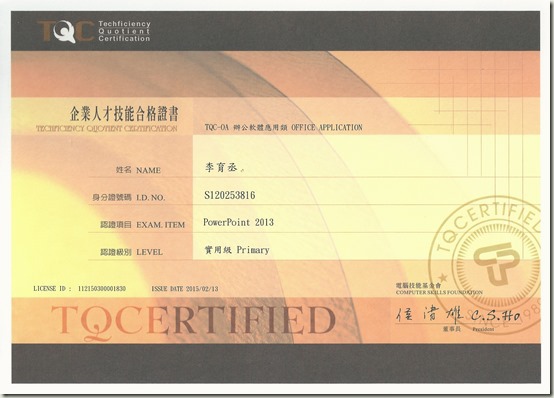 TQC Techficiency
Quotient
Certification
企業人才技能合格證書
TECHFICIENCY QUOTIENT CERTIFICATION
TQC-OA 辦公軟體應用類 OFFICE APPLICATION
姓名 NAME 李育丞
身分證號碼 I.D. NO. S120253816
認證項目 EXAM. ITEM PowerPoint 2013
認證級別 LEVEL 實用級 Primary
TQCERTIFIED
LICENSE ID : 112150300001830 ISSUE DATE 2015/02/13
電腦技能基金會
COMPUTER SKILLS FOUNDATION
TQCERTIFIED
C.S.Ho
董事長 President